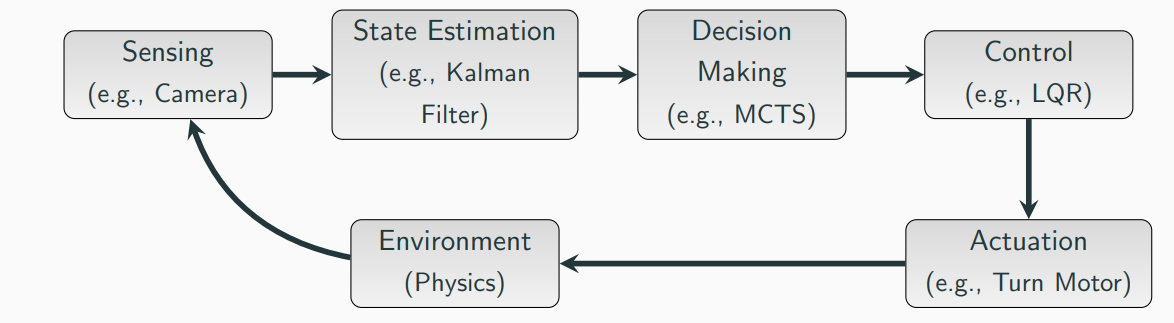 Sensing
(e.g., Camera)
State Estimation
(e.g., Kalman
Filter)
Decision
Making
(e.g., MCTS)
Control
(e.g., LQR)
Environment
(Physics)
Actuation
(e.g., Turn Motor)